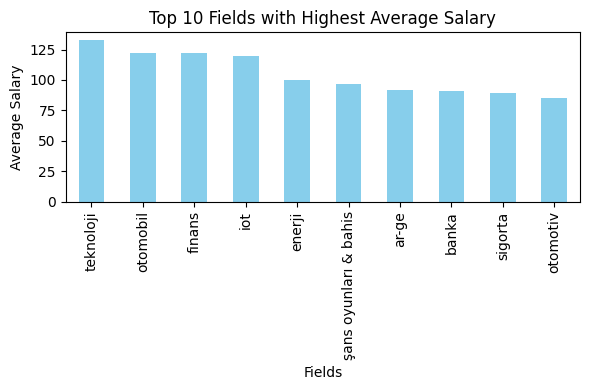 Top 10 Fields with Highest Average Salary
Average Salary
125
100
75
50
25
0
teknoloji
otomobil
finans
iot
enerji
şans oyunları & bahis
ar-ge
banka
sigorta
otomotiv
Fields